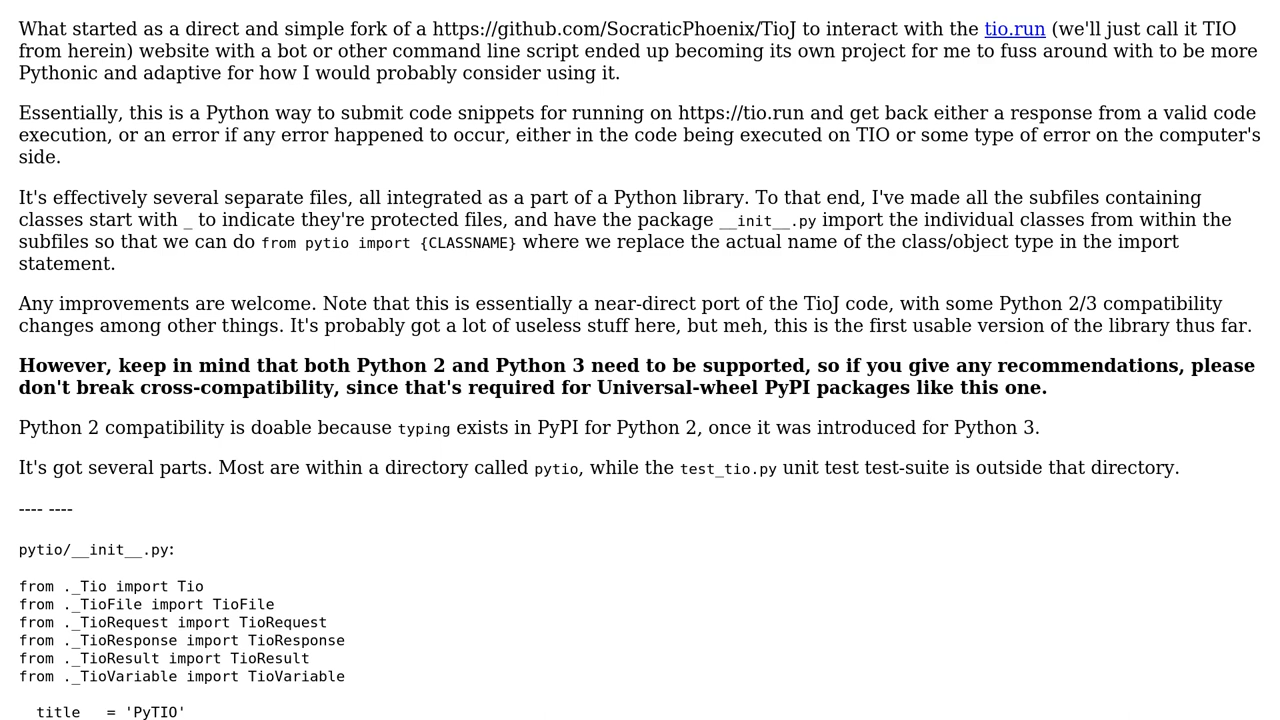 What started as a direct and simple fork of a https://github.com/SocraticPhoenix/TioJ to interact with the tio.run (we'll just call it TIO
from herein) website with a bot or other command line script ended up becoming its own project for me to fuss around with to be more
Pythonic and adaptive for how I would probably consider using it.
Essentially, this is a Python way to submit code snippets for running on https://tio.run and get back either a response from a valid code
execution, or an error if any error happened to occur, either in the code being executed on TIO or some type of error on the computer's
side.
It's effectively several separate files, all integrated as a part of a Python library. To that end, I've made all the subfiles containing
classes start with _ to indicate they're protected files, and have the package __init__.py import the individual classes from within the
subfiles so that we can do from pytio import {CLASSNAME} where we replace the actual name of the class/object type in the import
statement.
Any improvements are welcome. Note that this is essentially a near-direct port of the TioJ code, with some Python 2/3 compatibility
changes among other things. It's probably got a lot of useless stuff here, but meh, this is the first usable version of the library thus far.
However, keep in mind that both Python 2 and Python 3 need to be supported, so if you give any recommendations, please
don't break cross-compatibility, since that's required for Universal-wheel PyPI packages like this one.
Python 2 compatibility is doable because typing exists in PyPI for Python 2, once it was introduced for Python 3.
It's got several parts. Most are within a directory called pytio, while the test_tio.py unit test test-suite is outside that directory.
---- ----
pytio/__init__.py:
from ._Tio import Tio
from ._TioFile import TioFile
from ._TioRequest import TioRequest
from ._TioResponse import TioResponse
from ._TioResult import TioResult
from ._TioVariable import TioVariable
title = 'PyTIO'